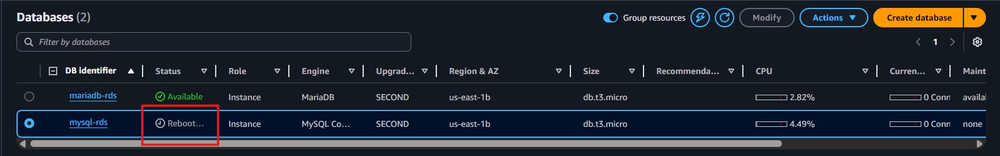 Databases (2)
Group resources
Modify
Actions
Create database
Filter by databases
1
DB identifier Status Role Engine Upgrad... Region & AZ Size Recommenda... CPU Curren... Maint
mariadb-rds Available Instance MariaDB SECOND us-east-1b db.t3.micro 2.82% 0 Conn availa
mysql-rds Reboot... Instance MySQL Co... SECOND us-east-1b db.t3.micro 4.49% 0 Conn none